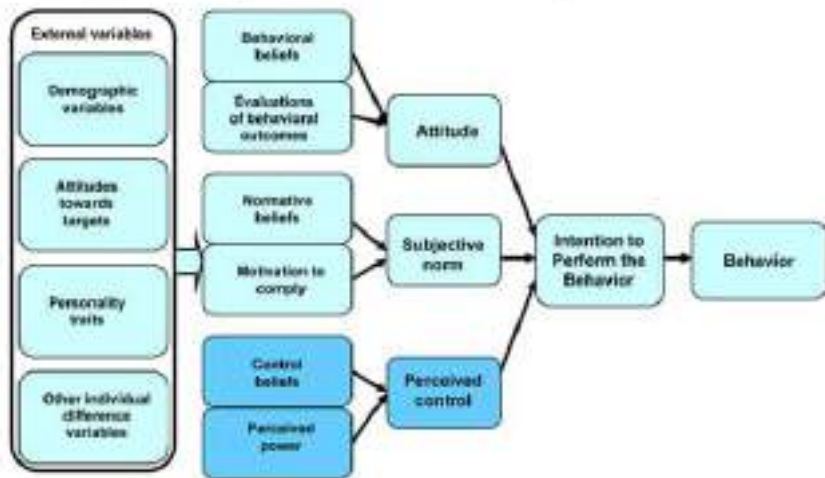 External variables
Demographic
variables
Attitudes
towards
targets
Personality
traits
Other individual
difference
variables
Behavioral
beliefs
Evaluations
of behavioral
outcomes
Normative
beliefs
Motivation to
comply
Control
beliefs
Perceived
power
Attitude
Subjective
norm
Perceived
control
Intention to
Perform the
Behavior
Behavior